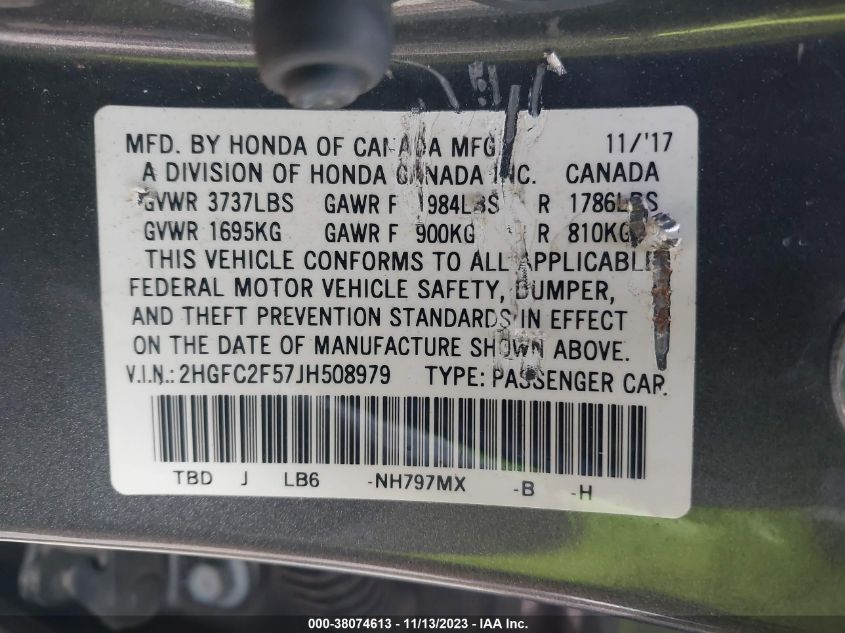 MFD. BY HONDA OF CANADA MFG 11/'17
A DIVISION OF HONDA CANADA INC. CANADA
GVWR 3737LBS GAWR F 1984LBS R 1786LBS
GVWR 1695KG GAWR F 900KG R 810KG
THIS VEHICLE CONFORMS TO ALL APPLICABLE
FEDERAL MOTOR VEHICLE SAFETY, BUMPER,
AND THEFT PREVENTION STANDARDS IN EFFECT
ON THE DATE OF MANUFACTURE SHOWN ABOVE.
V.I.N.: 2HGFC2F57JH508979 TYPE: PASSENGER CAR
TBD J LB6 -NH797MX -B -H
000-38074613 - 11/13/2023 - IAAI.com